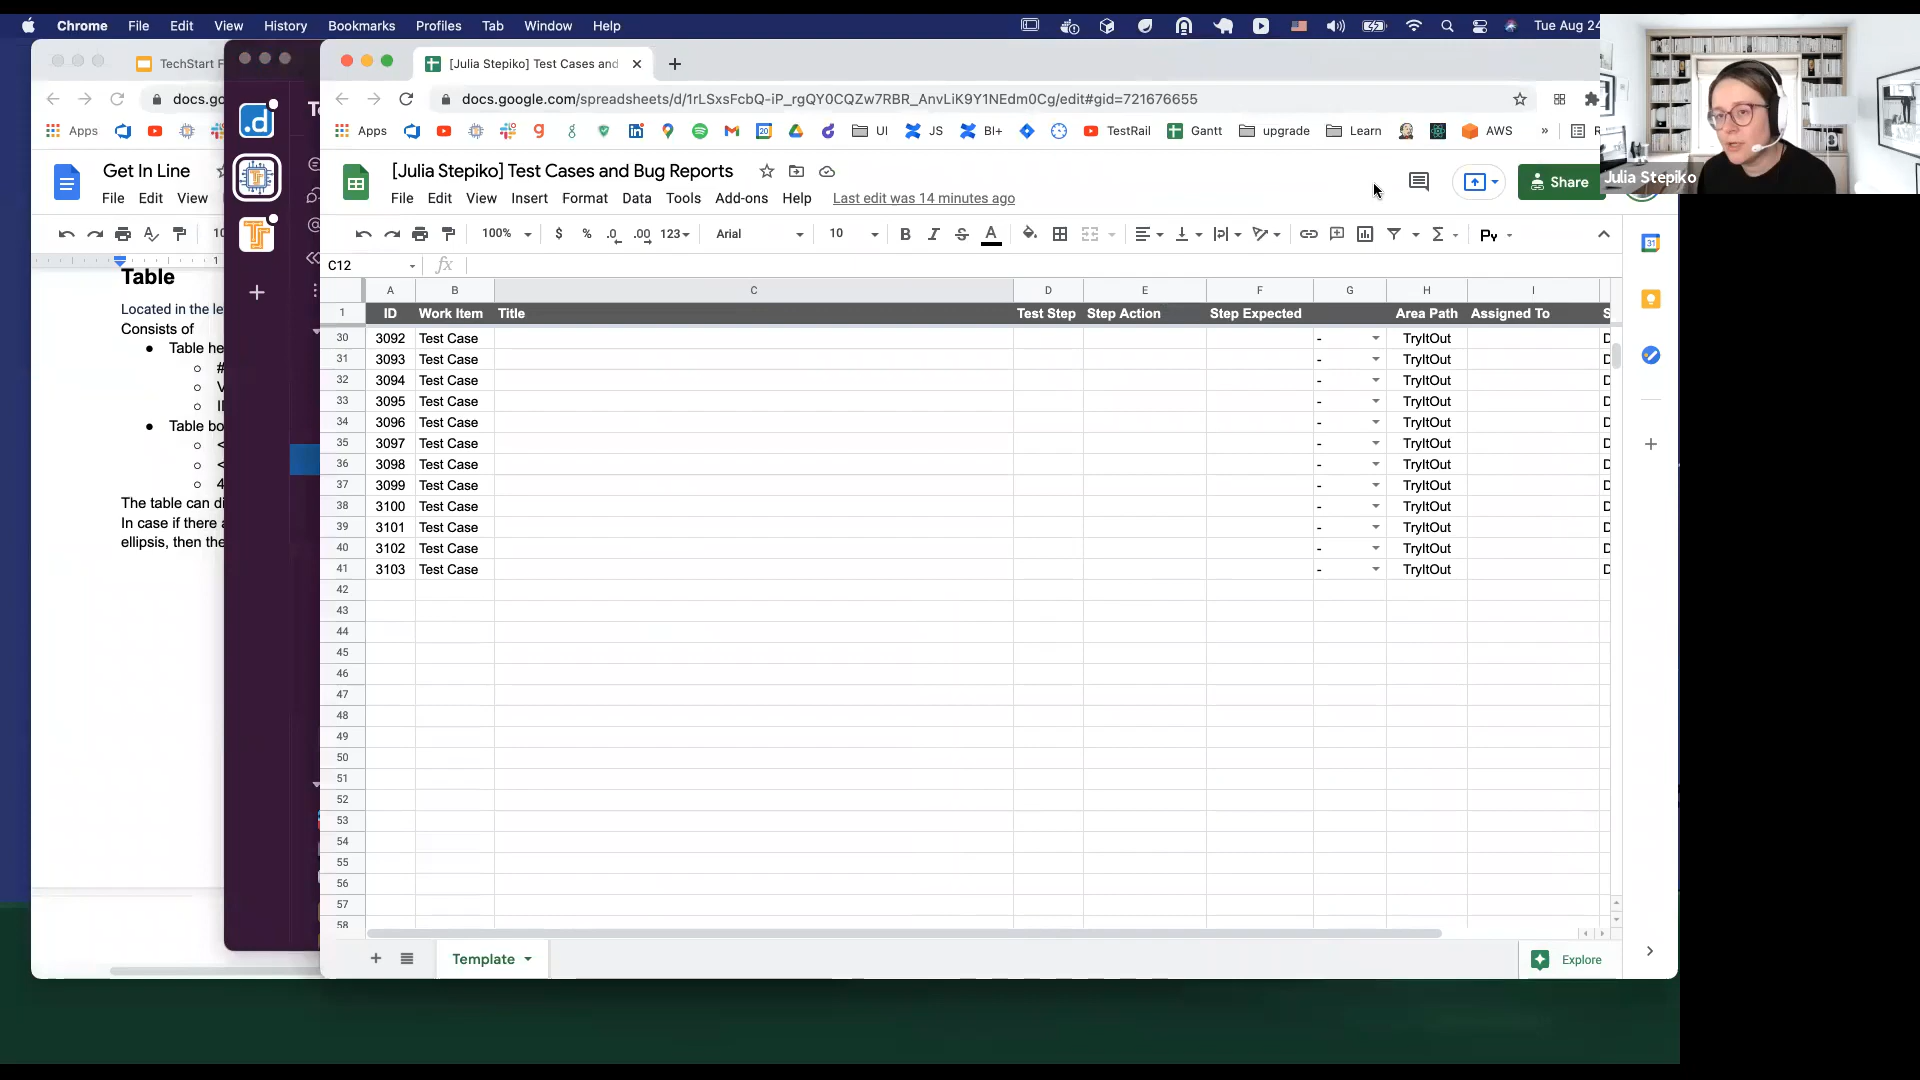 Chrome File Edit View History Bookmarks Profiles Tab Window Help
Tue Aug 24
TechStart F
docs.go
Apps
Get In Line
File Edit View
Table
Located in the le
Consists of
Table he
#
V
Table bo
<
<
4
The table can di
In case if there a
ellipsis, then the
[Julia Stepiko] Test Cases and
docs.google.com/spreadsheets/d/1rLSxsFcbQ-iP_rgQY0CQZw7RBR_AnvLiK9Y1NEdm0Cg/edit#gid=721676655
Apps UI JS BI+ TestRail Gantt upgrade Learn AWS » R
[Julia Stepiko] Test Cases and Bug Reports
Share
File Edit View Insert Format Data Tools Add-ons Help Last edit was 14 minutes ago
100% $ % .0 .00 123 Arial 10 B I S A Σ Py
C12 fx
A B C D E F G H I
1 ID Work Item Title Test Step Step Action Step Expected Area Path Assigned To S
30 3092 Test Case - TryItOut D
31 3093 Test Case - TryItOut D
32 3094 Test Case - TryItOut D
33 3095 Test Case - TryItOut D
34 3096 Test Case - TryItOut D
35 3097 Test Case - TryItOut D
36 3098 Test Case - TryItOut D
37 3099 Test Case - TryItOut D
38 3100 Test Case - TryItOut D
39 3101 Test Case - TryItOut D
40 3102 Test Case - TryItOut D
41 3103 Test Case - TryItOut D
42
43
44
45
46
47
48
49
50
51
52
53
54
55
56
57
58
Template
Explore
Julia Stepiko